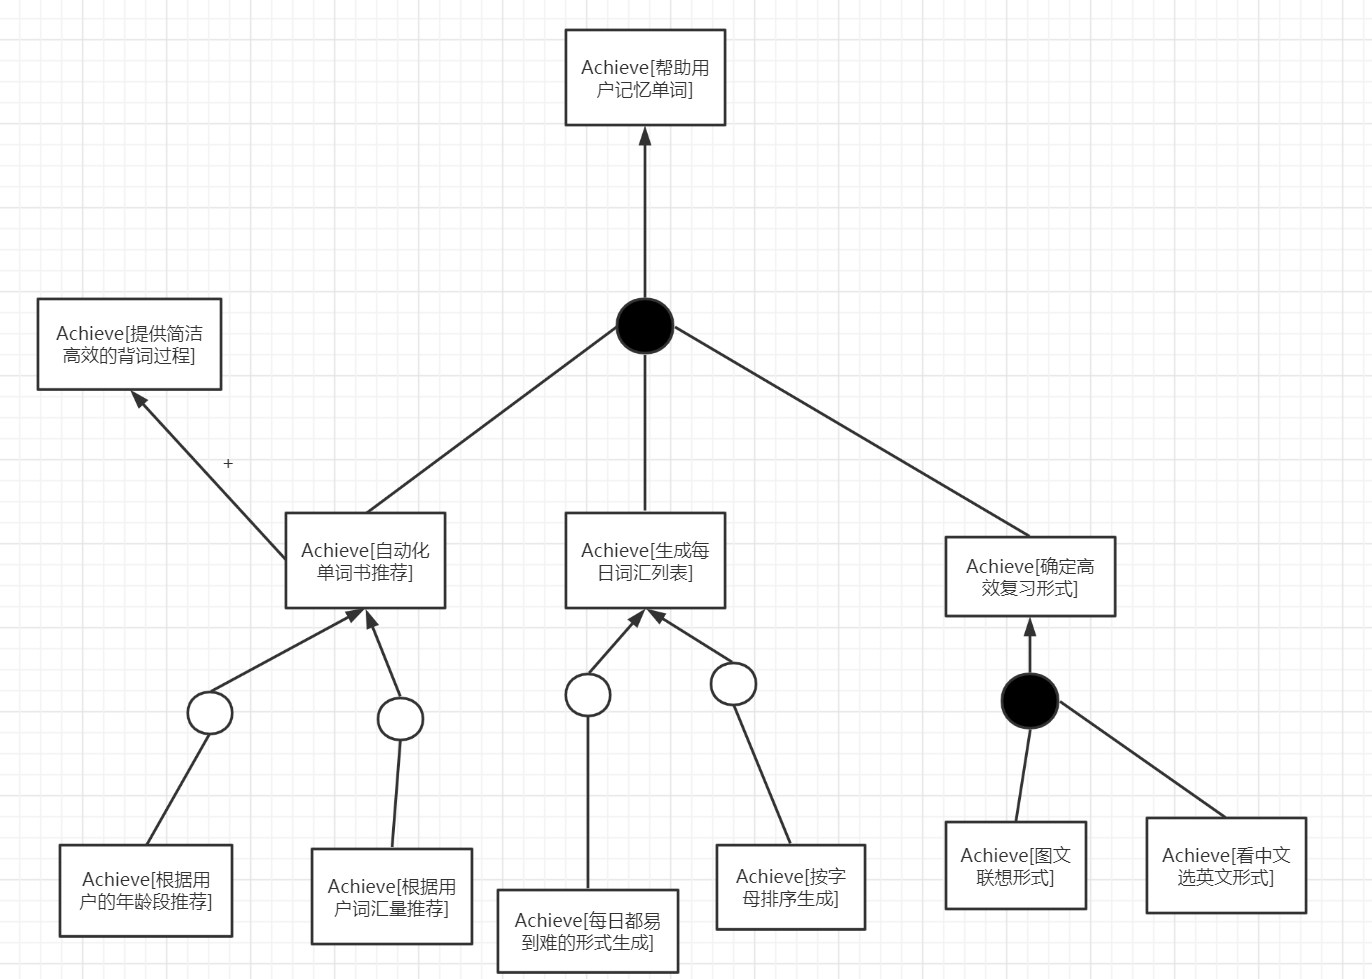 Achieve[帮助用
户记忆单词]
Achieve[提供简洁
高效的背词过程]
+
Achieve[自动化
单词书推荐]
Achieve[生成每
日词汇列表]
Achieve[确定高
效复习形式]
Achieve[根据用
户的年龄段推荐]
Achieve[根据用
户词汇量推荐]
Achieve[每日都易
到难的形式生成]
Achieve[按字
母排序生成]
Achieve[图文
联想形式]
Achieve[看中文
选英文形式]